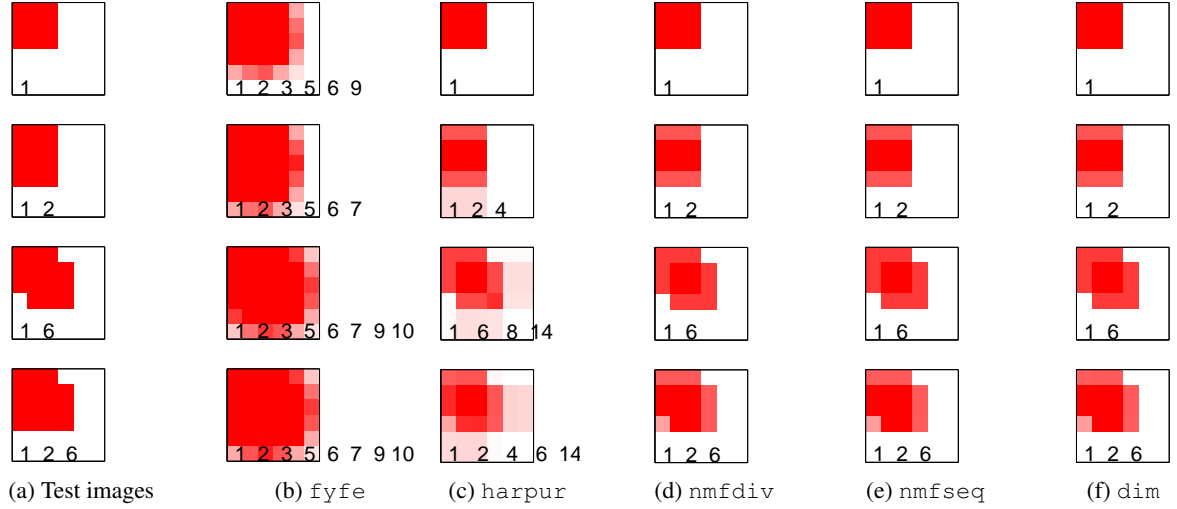 1 1 2 3 5 6 9 1 1 1 1
1 2 1 2 3 5 6 7 1 2 4 1 2 1 2 1 2
1 6 1 2 3 5 6 7 9 10 1 6 8 14 1 6 1 6 1 6
1 2 6 1 2 3 5 6 7 9 10 1 2 4 6 14 1 2 6 1 2 6 1 2 6
(a) Test images (b) fyfe (c) harpur (d) nmfdiv (e) nmfseq (f) dim